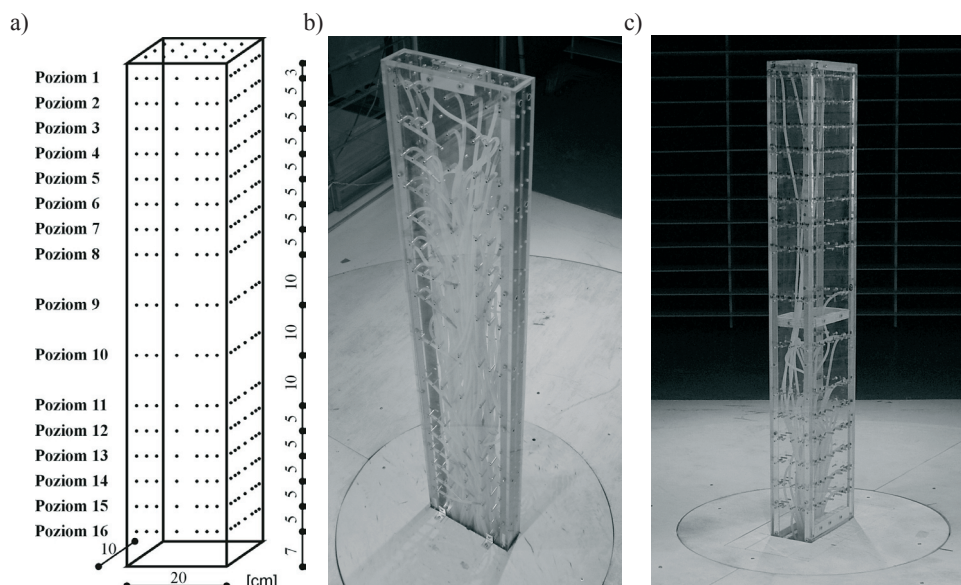 a)
b)
c)
Poziom 1
Poziom 2
Poziom 3
Poziom 4
Poziom 5
Poziom 6
Poziom 7
Poziom 8
Poziom 9
Poziom 10
Poziom 11
Poziom 12
Poziom 13
Poziom 14
Poziom 15
Poziom 16
3
5
5
5
5
5
5
5
10
10
10
5
5
5
5
5
7
10
20
[cm]